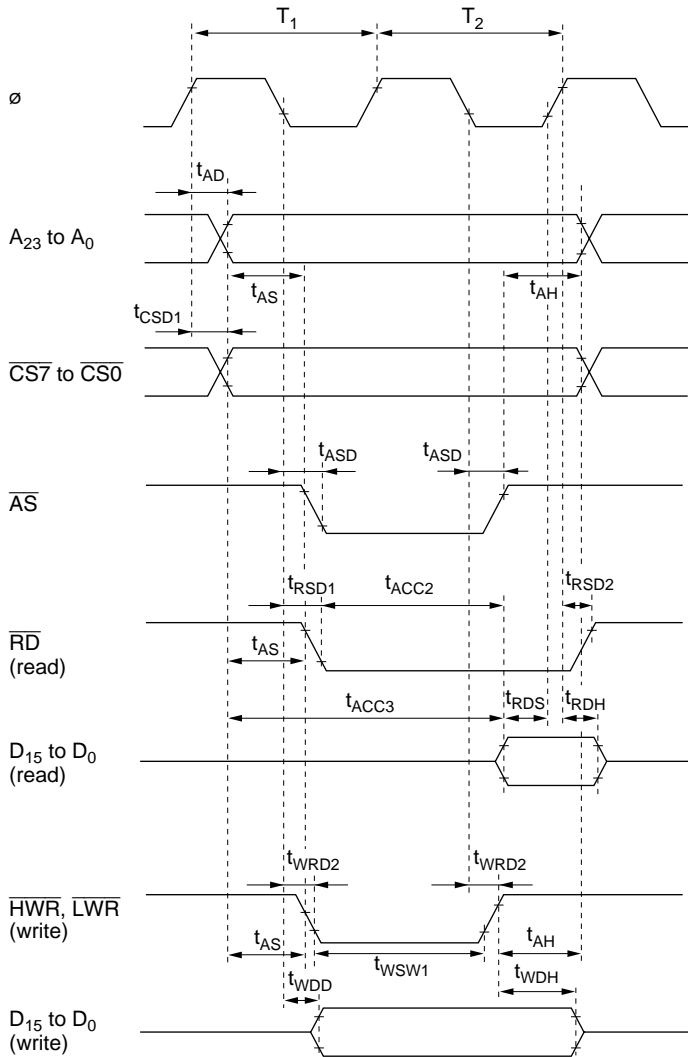 T1 T2
ø
tAD
A23 to A0
tAS tAH
tCSD1
CS7 to CS0
tASD tASD
AS
tRSD1 tACC2 tRSD2
RD
(read)
tAS
tACC3 tRDS tRDH
D15 to D0
(read)
tWRD2 tWRD2
HWR, LWR
(write)
tAS tWSW1 tAH
tWDD tWDH
D15 to D0
(write)